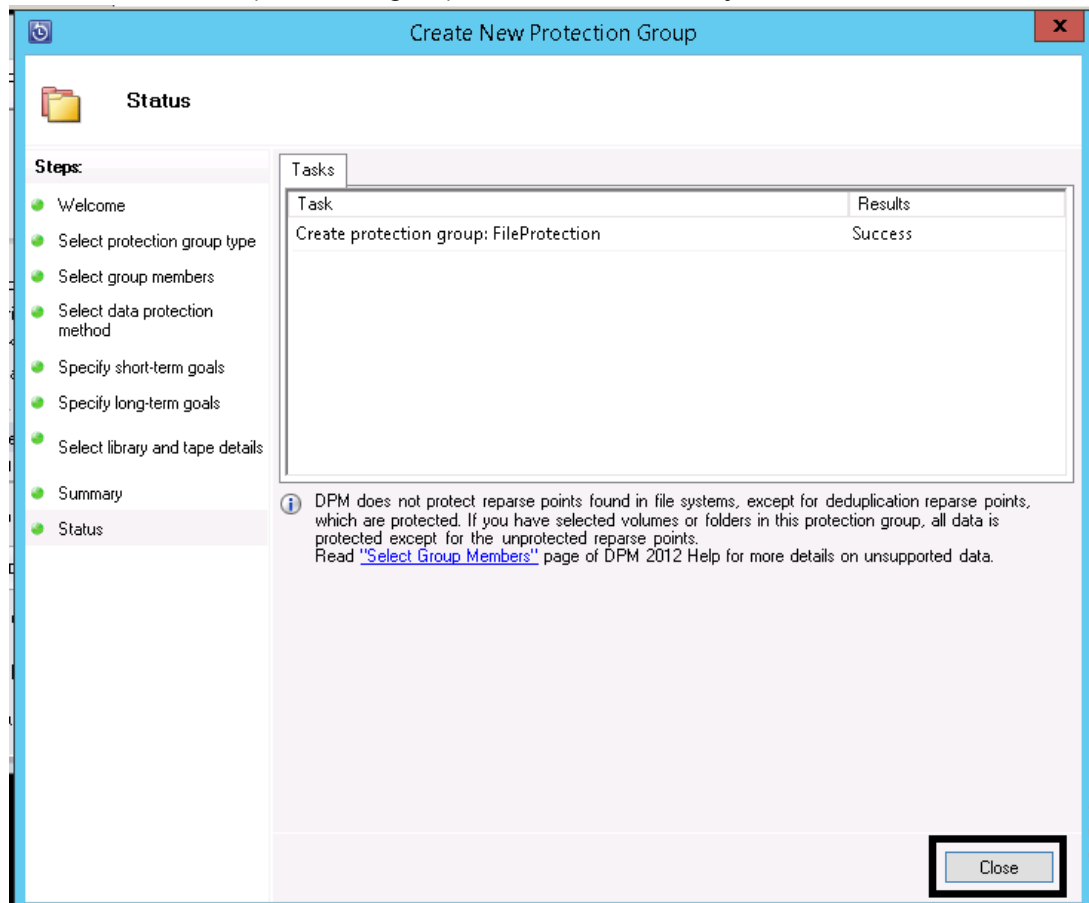 Create New Protection Group
X
Status
Steps:
Welcome
Select protection group type
Select group members
Select data protection
method
Specify short-term goals
Specify long-term goals
Select library and tape details
Summary
Status
Tasks
Task Results
Create protection group: FileProtection Success
DPM does not protect reparse points found in file systems, except for deduplication reparse points,
which are protected. If you have selected volumes or folders in this protection group, all data is
protected except for the unprotected reparse points.
Read "Select Group Members" page of DPM 2012 Help for more details on unsupported data.
Close